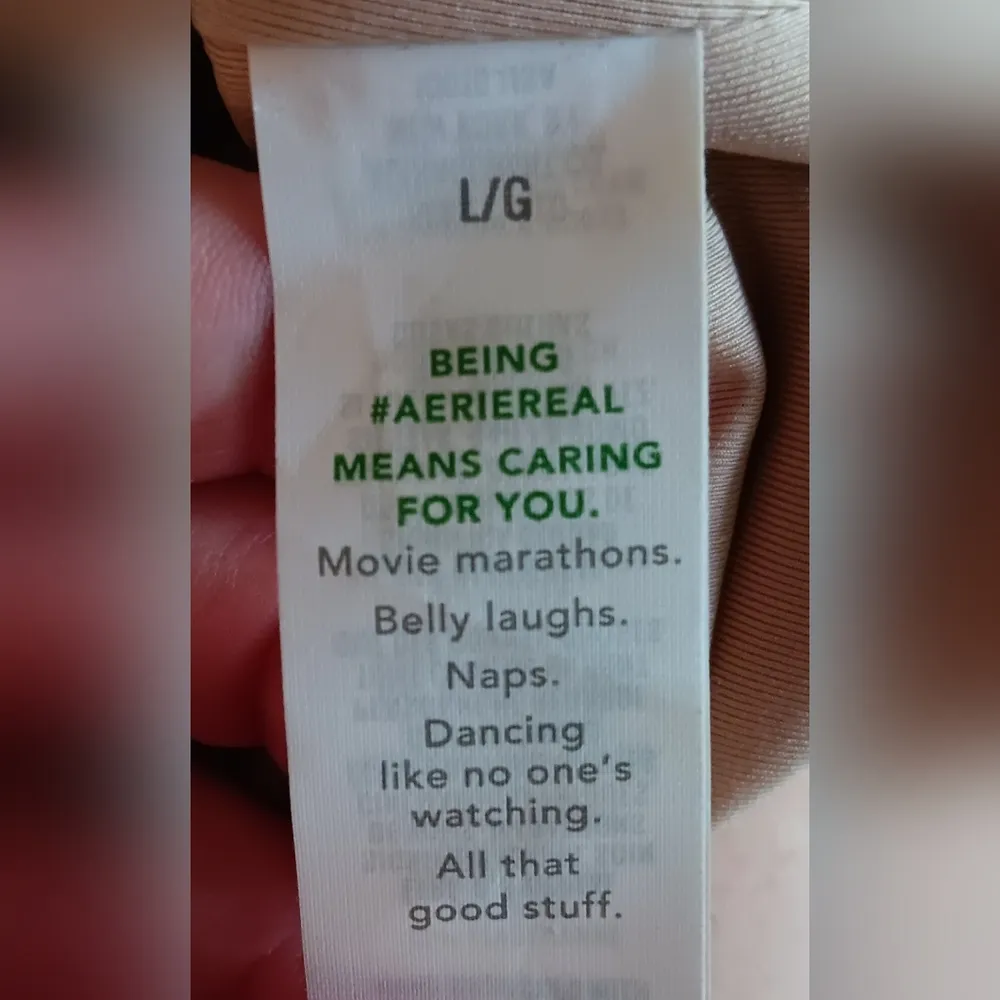 L/G
BEING
#AERIEREAL
MEANS CARING
FOR YOU.
Movie marathons.
Belly laughs.
Naps.
Dancing
like no one's
watching.
All that
good stuff.